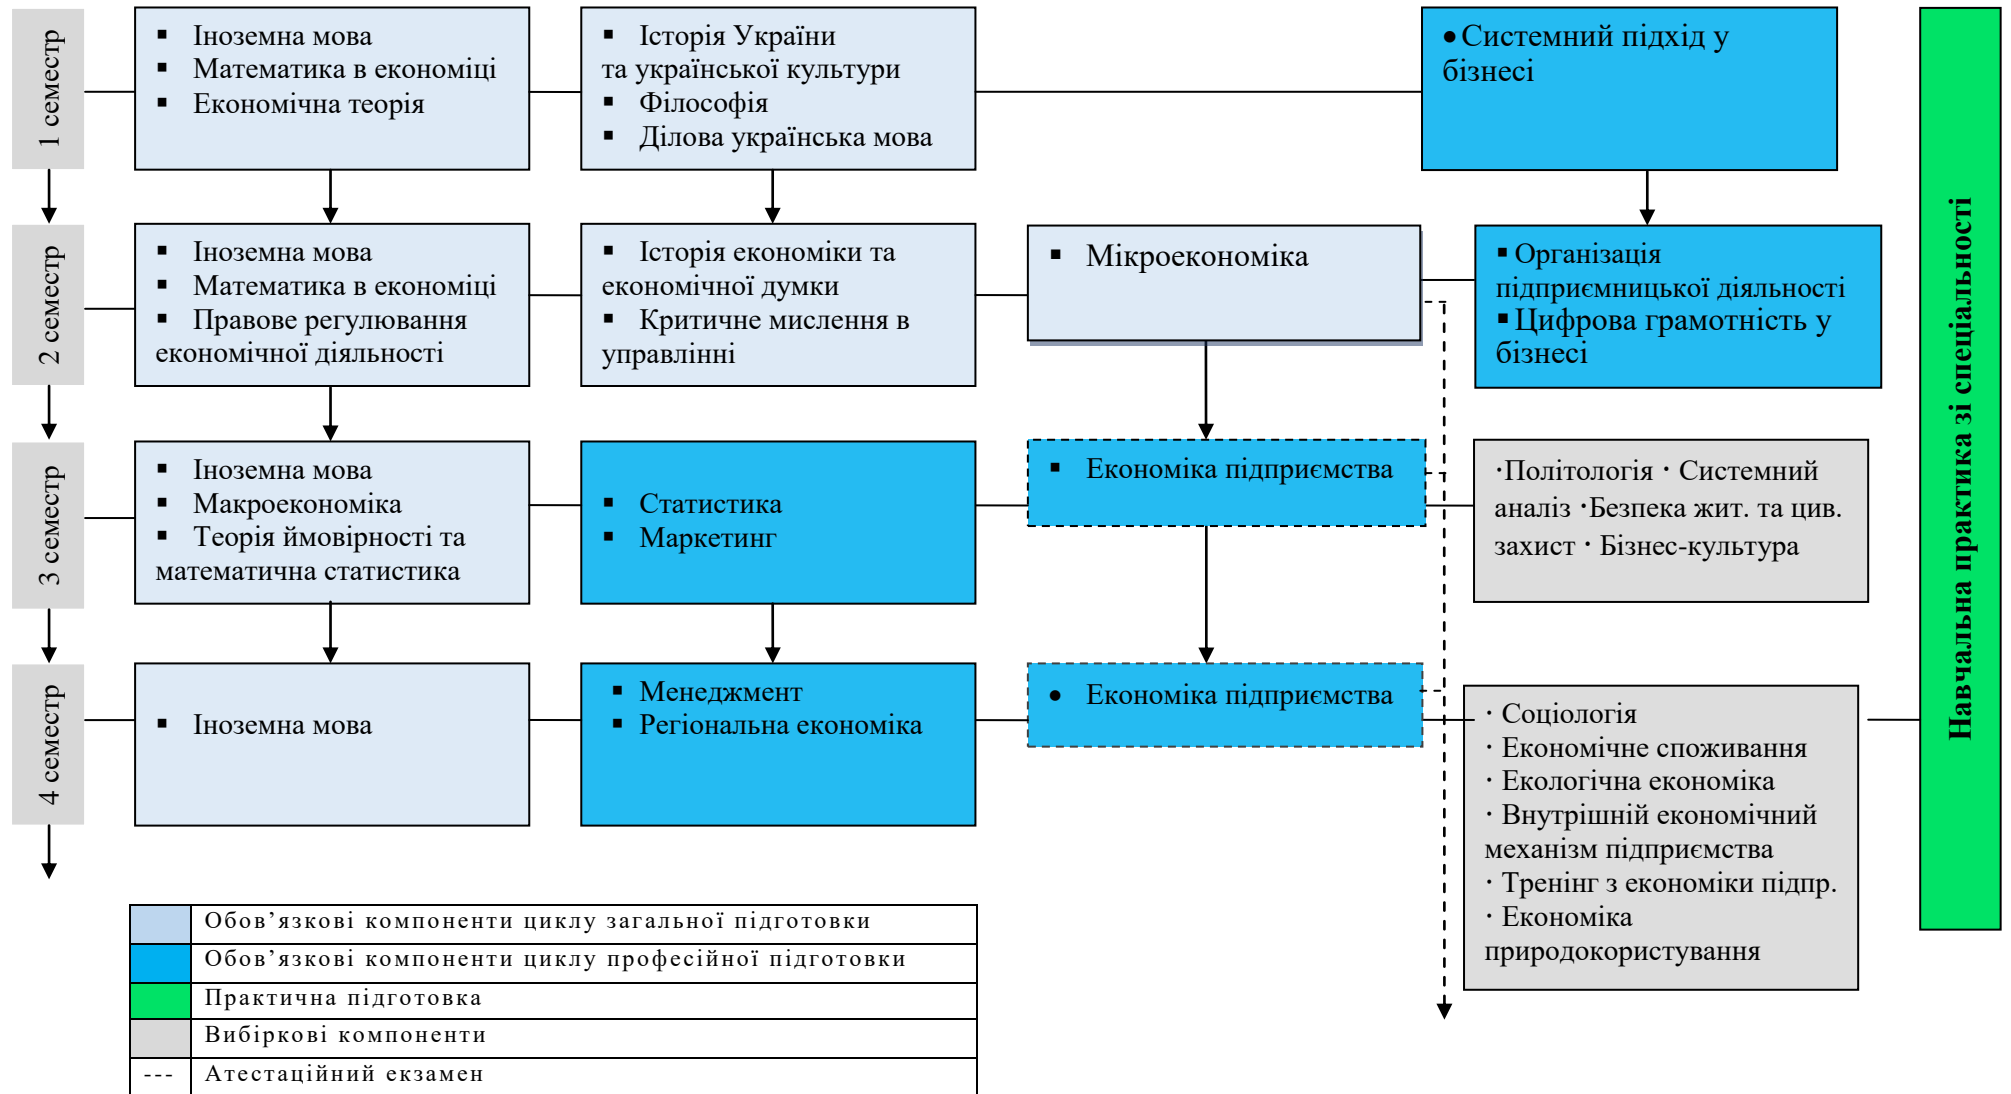 1 семестр
▪ Іноземна мова
▪ Математика в економіці
▪ Економічна теорія
▪ Історія України
та української культури
▪ Філософія
▪ Ділова українська мова
•Системний підхід у
бізнесі
2 семестр
▪ Іноземна мова
▪ Математика в економіці
▪ Правове регулювання
економічної діяльності
▪ Історія економіки та
економічної думки
▪ Критичне мислення в
управлінні
▪ Мікроекономіка
▪ Організація
підприємницької діяльності
▪ Цифрова грамотність у
бізнесі
3 семестр
▪ Іноземна мова
▪ Макроекономіка
▪ Теорія ймовірності та
математична статистика
▪ Статистика
▪ Маркетинг
▪ Економіка підприємства
·Політологія · Системний
аналіз ·Безпека жит. та цив.
захист · Бізнес-культура
4 семестр
▪ Іноземна мова
▪ Менеджмент
▪ Регіональна економіка
• Економіка підприємства
· Соціологія
· Економічне споживання
· Екологічна економіка
· Внутрішній економічний
механізм підприємства
· Тренінг з економіки підпр.
· Економіка
природокористування
Навчальна практика зі спеціальності
Обов’язкові компоненти циклу загальної підготовки
Обов’язкові компоненти циклу професійної підготовки
Практична підготовка
Вибіркові компоненти
--- Атестаційний екзамен